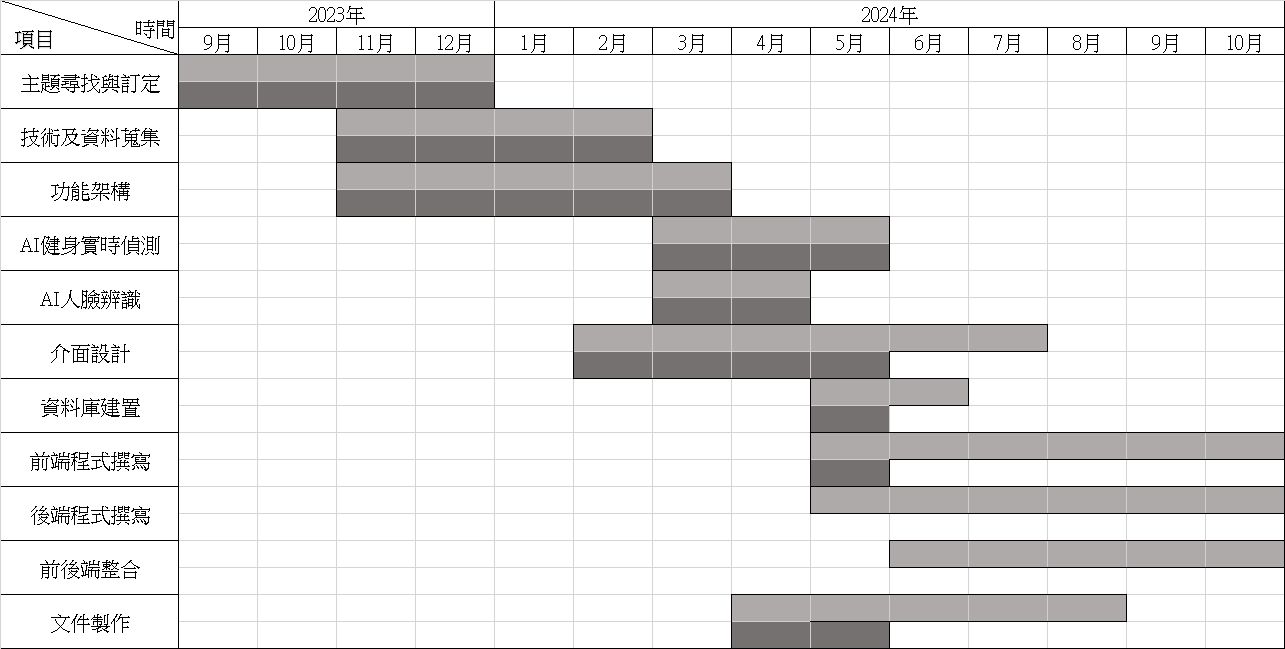 2023年 2024年
時間
項目
9月 10月 11月 12月 1月 2月 3月 4月 5月 6月 7月 8月 9月 10月
主題尋找與訂定
技術及資料蒐集
功能架構
AI健身實時偵測
AI人臉辨識
介面設計
資料庫建置
前端程式撰寫
後端程式撰寫
前後端整合
文件製作